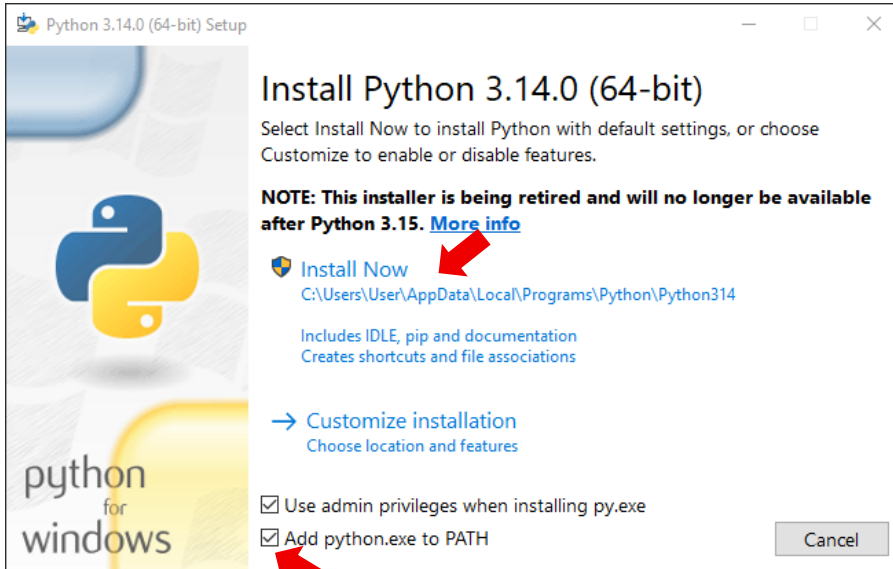 Python 3.14.0 (64-bit) Setup
Install Python 3.14.0 (64-bit)
Select Install Now to install Python with default settings, or choose
Customize to enable or disable features.
NOTE: This installer is being retired and will no longer be available
after Python 3.15. More info
Install Now
C:\Users\User\AppData\Local\Programs\Python\Python314
Includes IDLE, pip and documentation
Creates shortcuts and file associations
Customize installation
Choose location and features
Use admin privileges when installing py.exe
Add python.exe to PATH
Cancel
python
for
windows